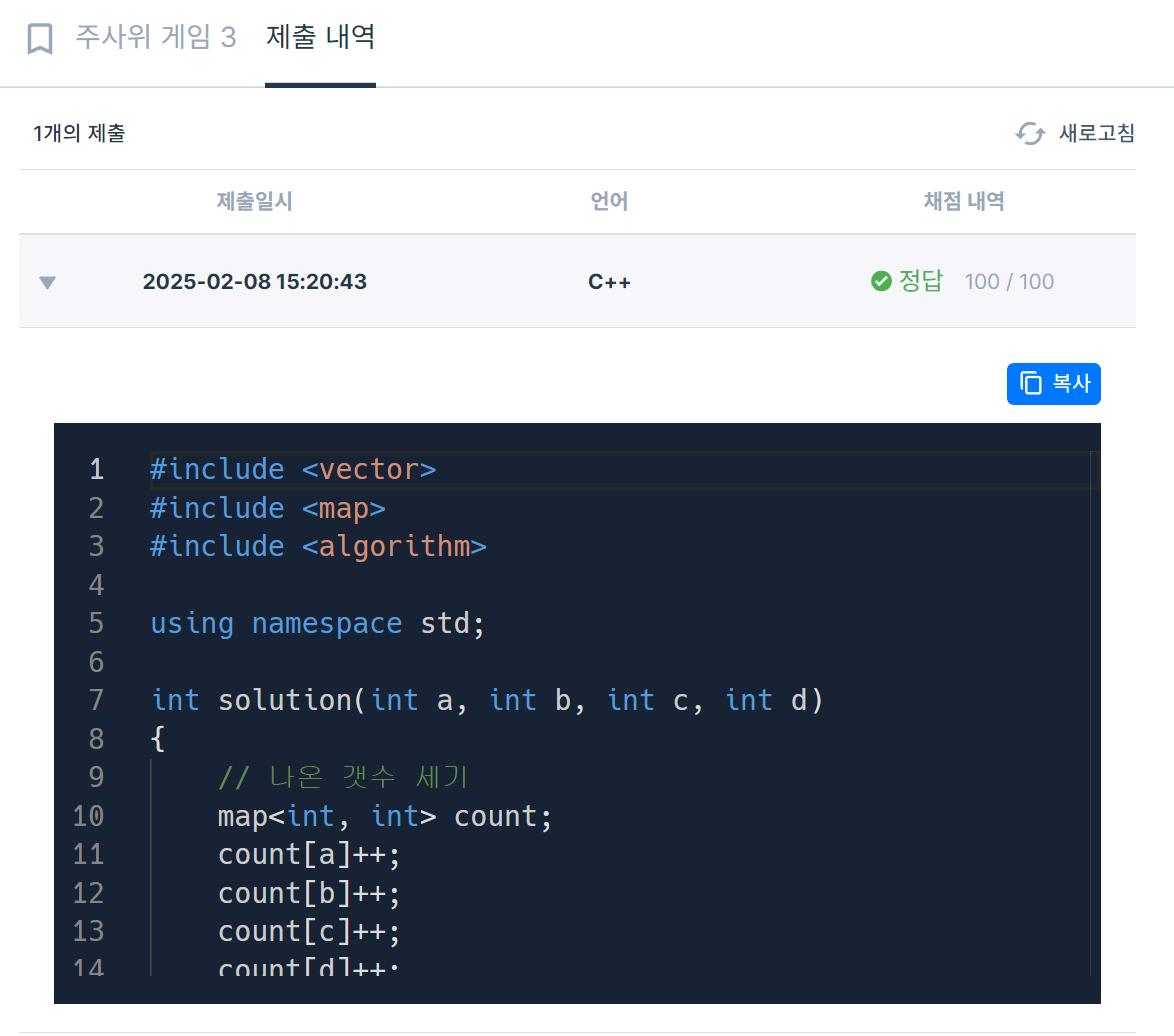 주사위 게임 3 제출 내역
1개의 제출 새로고침
제출일시 언어 채점 내역
2025-02-08 15:20:43 C++ 정답 100 / 100
복사
1 #include <vector>
2 #include <map>
3 #include <algorithm>
4
5 using namespace std;
6
7 int solution(int a, int b, int c, int d)
8 {
9 // 나온 갯수 세기
10 map<int, int> count;
11 count[a]++;
12 count[b]++;
13 count[c]++;
14 count[d]++;